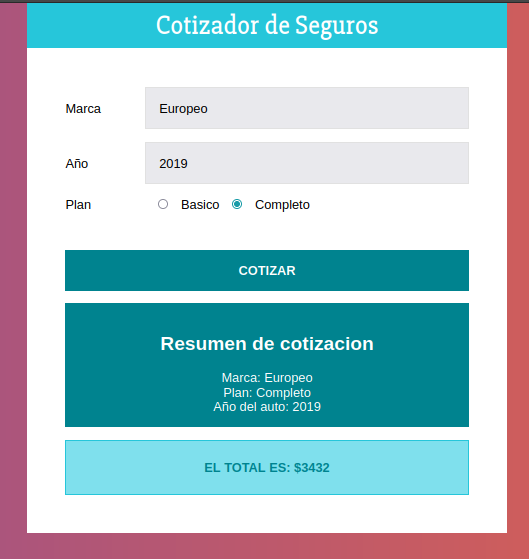 Cotizador de Seguros
Marca
Europeo
Año
2019
Plan
Basico
Completo
COTIZAR
Resumen de cotizacion
Marca: Europeo
Plan: Completo
Año del auto: 2019
EL TOTAL ES: $3432